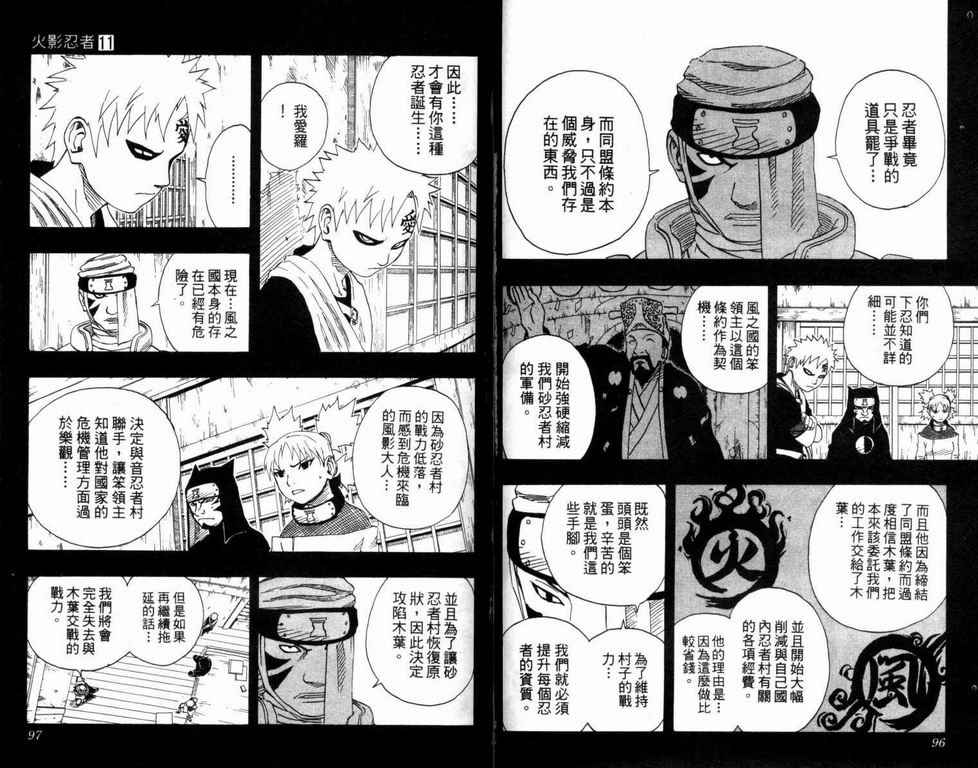 忍者畢竟
只是爭戰的
道具罷了…
而同盟條約本
身，只不過是
個威脅我們存
在的東西。
你們
下忍知道的
可能並不詳
細…
風之國的笨
領主以這個
條約作為契
機…
開始強硬縮減
我們砂忍者村
的軍備。
而且他因為締結
了同盟條約而過
度相信木葉，把
本來該委託我們
的工作交給了木
葉…
火
並且開始大幅
削減與自己國
內忍者村有關
的各項經費。
他的理由是…
因為這麼做比
較省錢。
風
既然
頭頭是個笨
蛋，辛苦的
就是我們這
些手腳。
為了維持
村子的戰
力…
我們就必須
提升每個忍
者的資質。
96
火影忍者11
因此……
才會有你這種
忍者誕生……
我愛羅
！
愛
………
愛
現在…風之
國本身的存
在已經有危
險了。
因為砂忍者村
的戰力低落，
而感到危機來臨
的風影大人…
決定與音忍者村
聯手，讓笨領主
知道他對國家的
危機管理方面過
於樂觀……
並且為了讓砂
忍者村恢復原
狀，因此決定
攻陷木葉。
但是如果
再繼續拖
延的話…
我們將會
完全失去與
木葉交戰的
戰力。
97